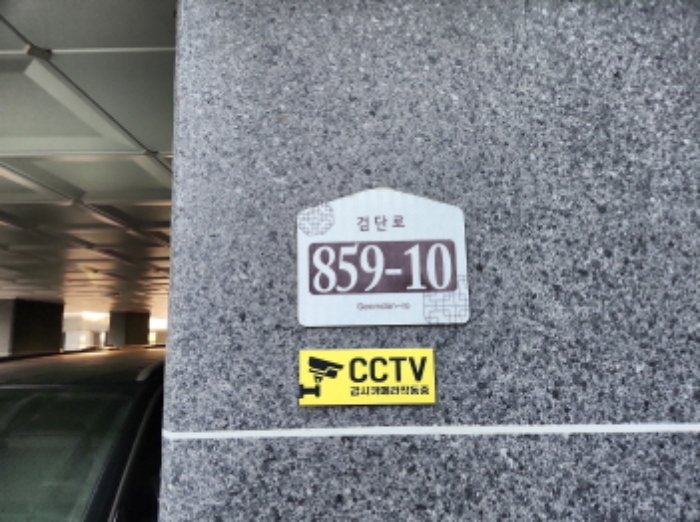 검단로
859-10
Geomdan-ro
CCTV
감시카메라작동중